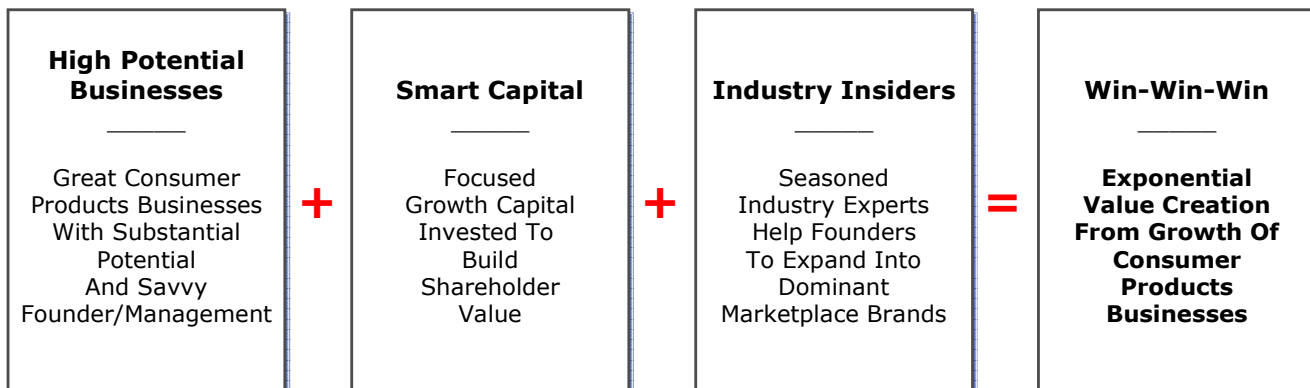 High Potential
Businesses
Great Consumer
Products Businesses
With Substantial
Potential
And Savvy
Founder/Management
+
Smart Capital
Focused
Growth Capital
Invested To
Build
Shareholder
Value
+
Industry Insiders
Seasoned
Industry Experts
Help Founders
To Expand Into
Dominant
Marketplace Brands
=
Win-Win-Win
Exponential
Value Creation
From Growth Of
Consumer
Products
Businesses